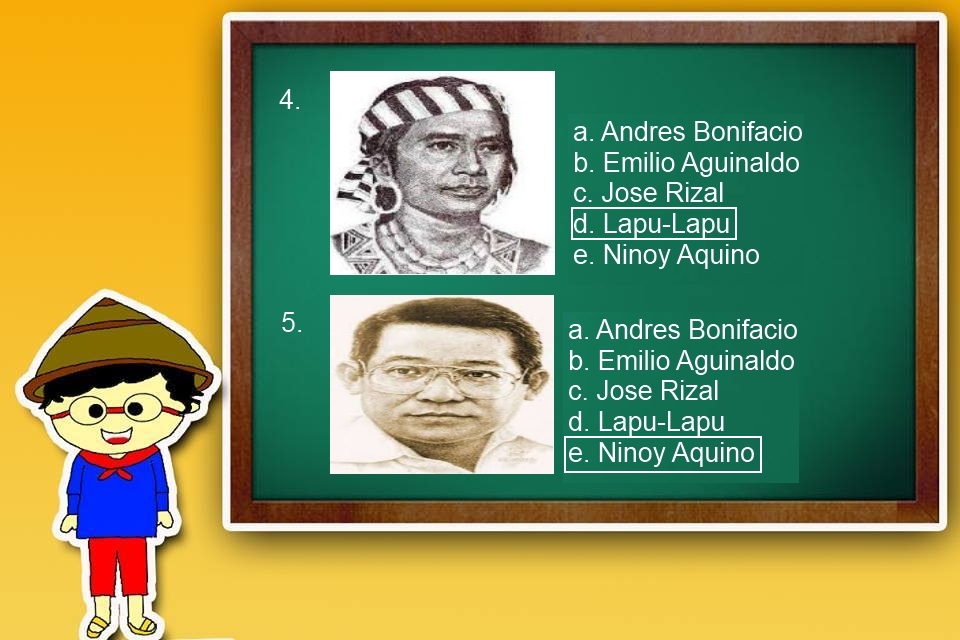 4.
a. Andres Bonifacio
b. Emilio Aguinaldo
c. Jose Rizal
d. Lapu-Lapu
e. Ninoy Aquino
5.
a. Andres Bonifacio
b. Emilio Aguinaldo
c. Jose Rizal
d. Lapu-Lapu
e. Ninoy Aquino